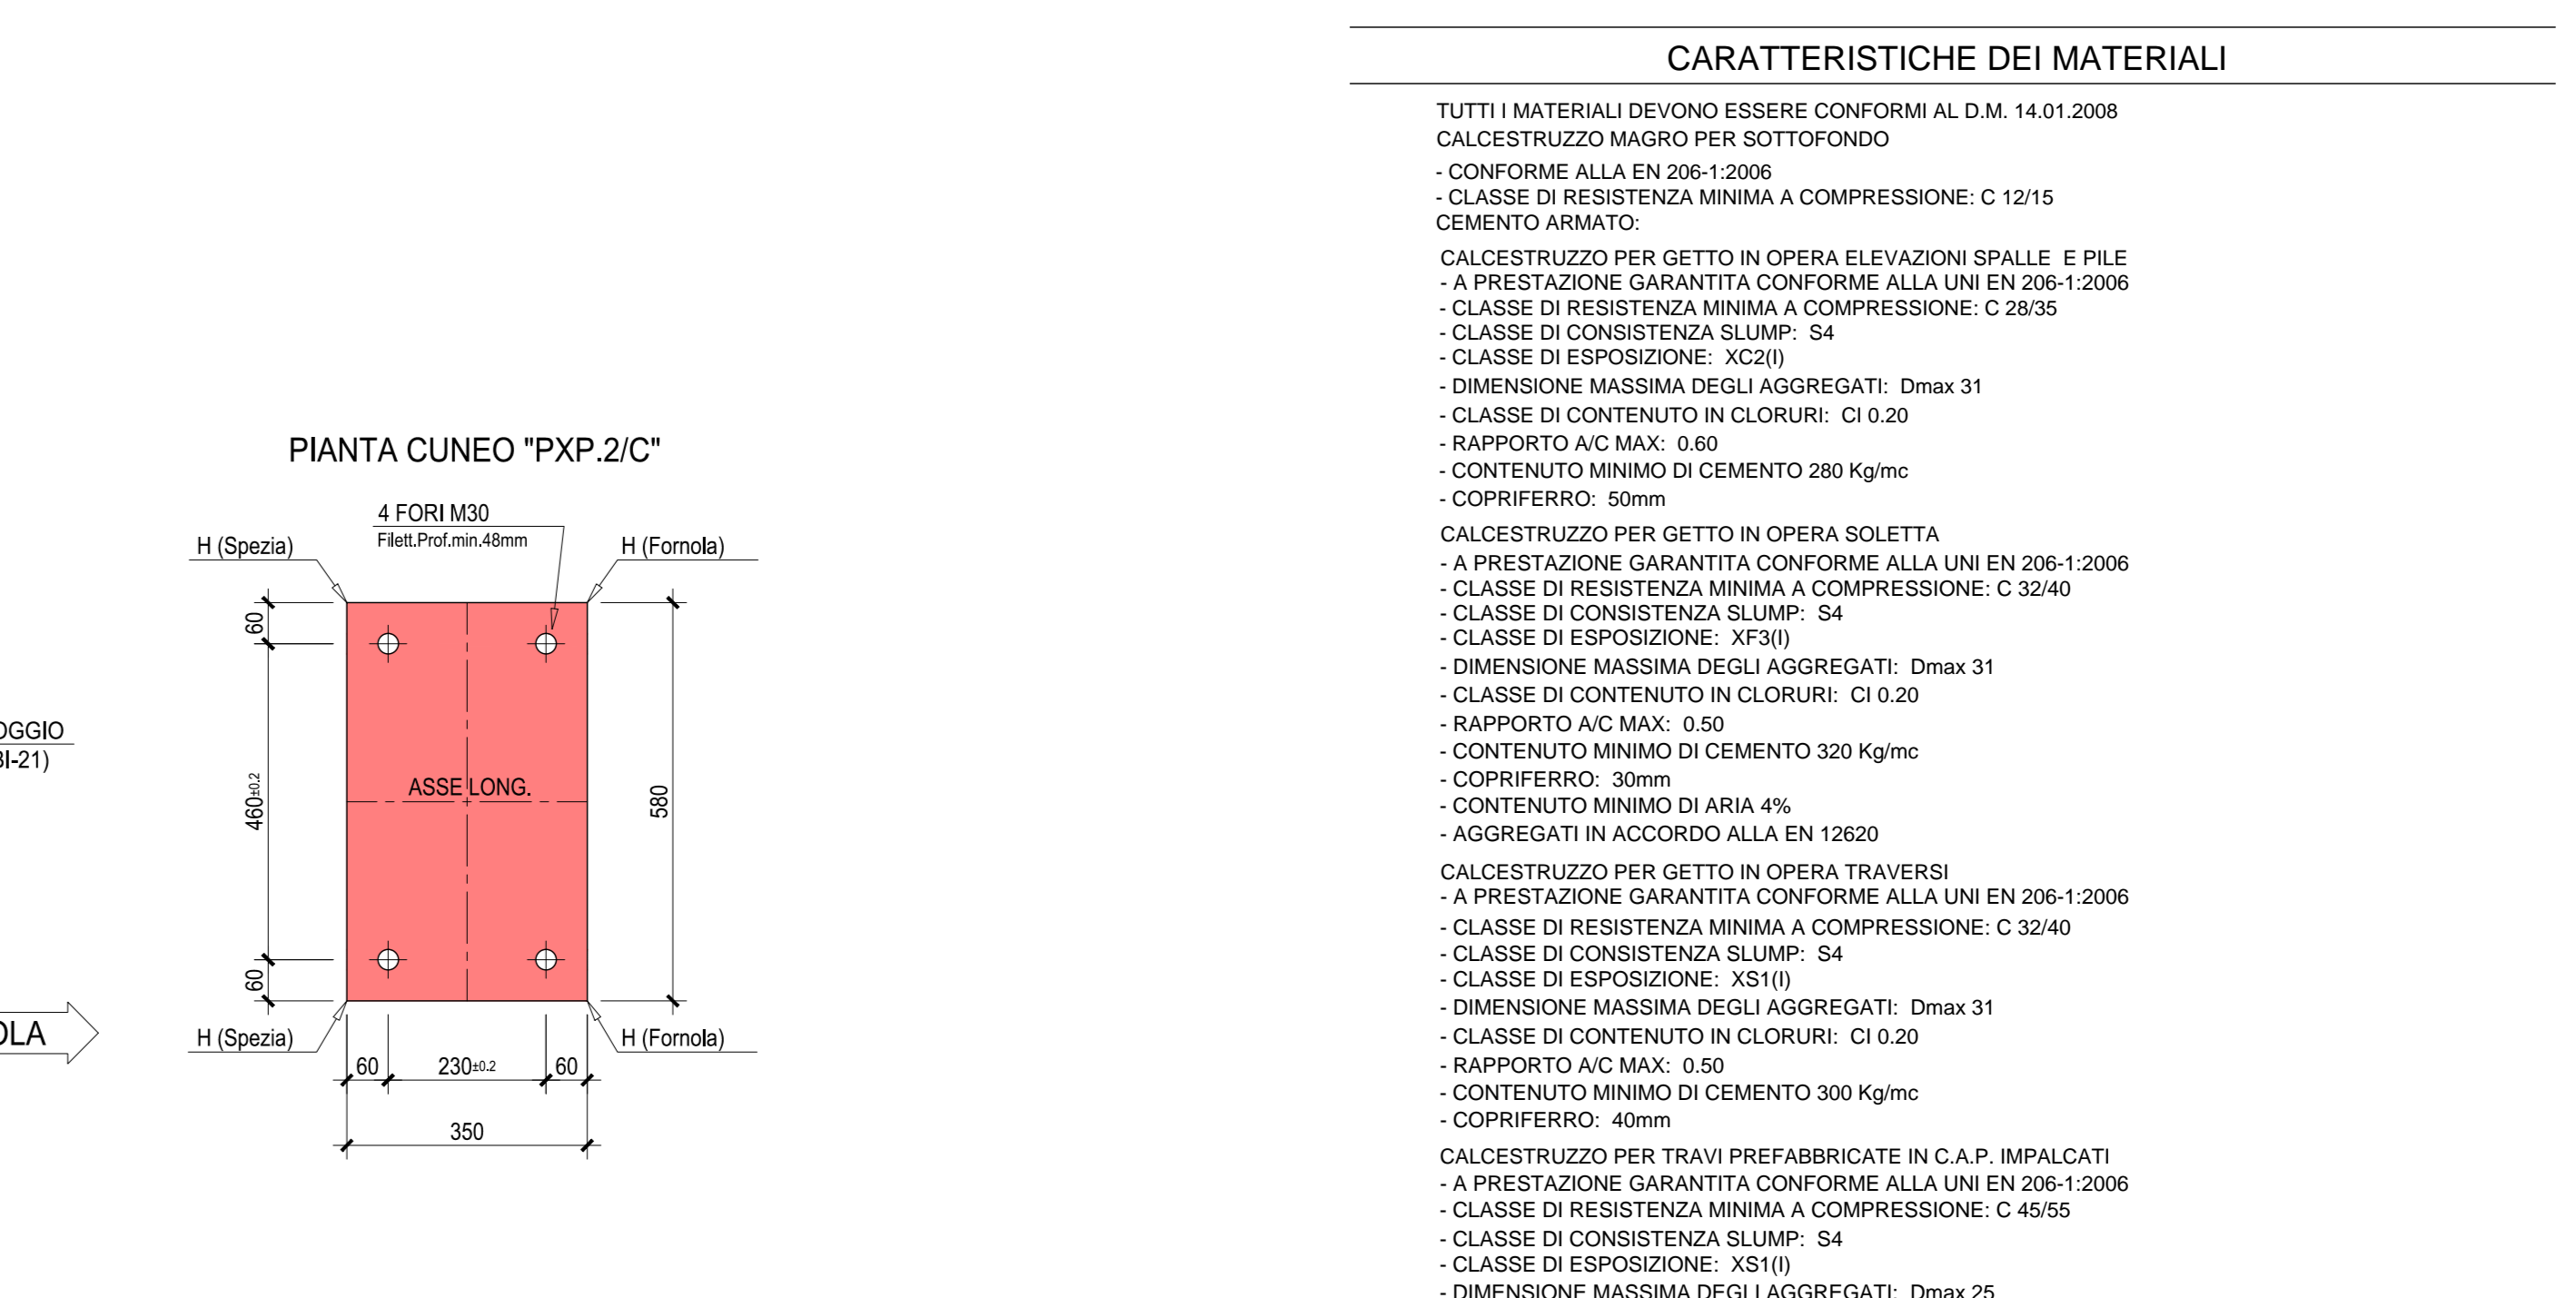 PIANTA CUNEO "PXP.2/C"
4 FORI M30
Filett.Prof.min.48mm
H (Spezia)
H (Fornola)
60
460±0.2
60
580
ASSE LONG.
H (Spezia)
H (Fornola)
60
230±0.2
60
350
CARATTERISTICHE DEI MATERIALI
TUTTI I MATERIALI DEVONO ESSERE CONFORMI AL D.M. 14.01.2008
CALCESTRUZZO MAGRO PER SOTTOFONDO
- CONFORME ALLA EN 206-1:2006
- CLASSE DI RESISTENZA MINIMA A COMPRESSIONE: C 12/15
CEMENTO ARMATO:
CALCESTRUZZO PER GETTO IN OPERA ELEVAZIONI SPALLE E PILE
- A PRESTAZIONE GARANTITA CONFORME ALLA UNI EN 206-1:2006
- CLASSE DI RESISTENZA MINIMA A COMPRESSIONE: C 28/35
- CLASSE DI CONSISTENZA SLUMP: S4
- CLASSE DI ESPOSIZIONE: XC2(I)
- DIMENSIONE MASSIMA DEGLI AGGREGATI: Dmax 31
- CLASSE DI CONTENUTO IN CLORURI: Cl 0.20
- RAPPORTO A/C MAX: 0.60
- CONTENUTO MINIMO DI CEMENTO 280 Kg/mc
- COPRIFERRO: 50mm
CALCESTRUZZO PER GETTO IN OPERA SOLETTA
- A PRESTAZIONE GARANTITA CONFORME ALLA UNI EN 206-1:2006
- CLASSE DI RESISTENZA MINIMA A COMPRESSIONE: C 32/40
- CLASSE DI CONSISTENZA SLUMP: S4
- CLASSE DI ESPOSIZIONE: XF3(I)
- DIMENSIONE MASSIMA DEGLI AGGREGATI: Dmax 31
- CLASSE DI CONTENUTO IN CLORURI: Cl 0.20
- RAPPORTO A/C MAX: 0.50
- CONTENUTO MINIMO DI CEMENTO 320 Kg/mc
- COPRIFERRO: 30mm
- CONTENUTO MINIMO DI ARIA 4%
- AGGREGATI IN ACCORDO ALLA EN 12620
CALCESTRUZZO PER GETTO IN OPERA TRAVERSI
- A PRESTAZIONE GARANTITA CONFORME ALLA UNI EN 206-1:2006
- CLASSE DI RESISTENZA MINIMA A COMPRESSIONE: C 32/40
- CLASSE DI CONSISTENZA SLUMP: S4
- CLASSE DI ESPOSIZIONE: XS1(I)
- DIMENSIONE MASSIMA DEGLI AGGREGATI: Dmax 31
- CLASSE DI CONTENUTO IN CLORURI: Cl 0.20
- RAPPORTO A/C MAX: 0.50
- CONTENUTO MINIMO DI CEMENTO 300 Kg/mc
- COPRIFERRO: 40mm
CALCESTRUZZO PER TRAVI PREFABBRICATE IN C.A.P. IMPALCATI
- A PRESTAZIONE GARANTITA CONFORME ALLA UNI EN 206-1:2006
- CLASSE DI RESISTENZA MINIMA A COMPRESSIONE: C 45/55
- CLASSE DI CONSISTENZA SLUMP: S4
- CLASSE DI ESPOSIZIONE: XS1(I)
- DIMENSIONE MASSIMA DEGLI AGGREGATI: Dmax 25